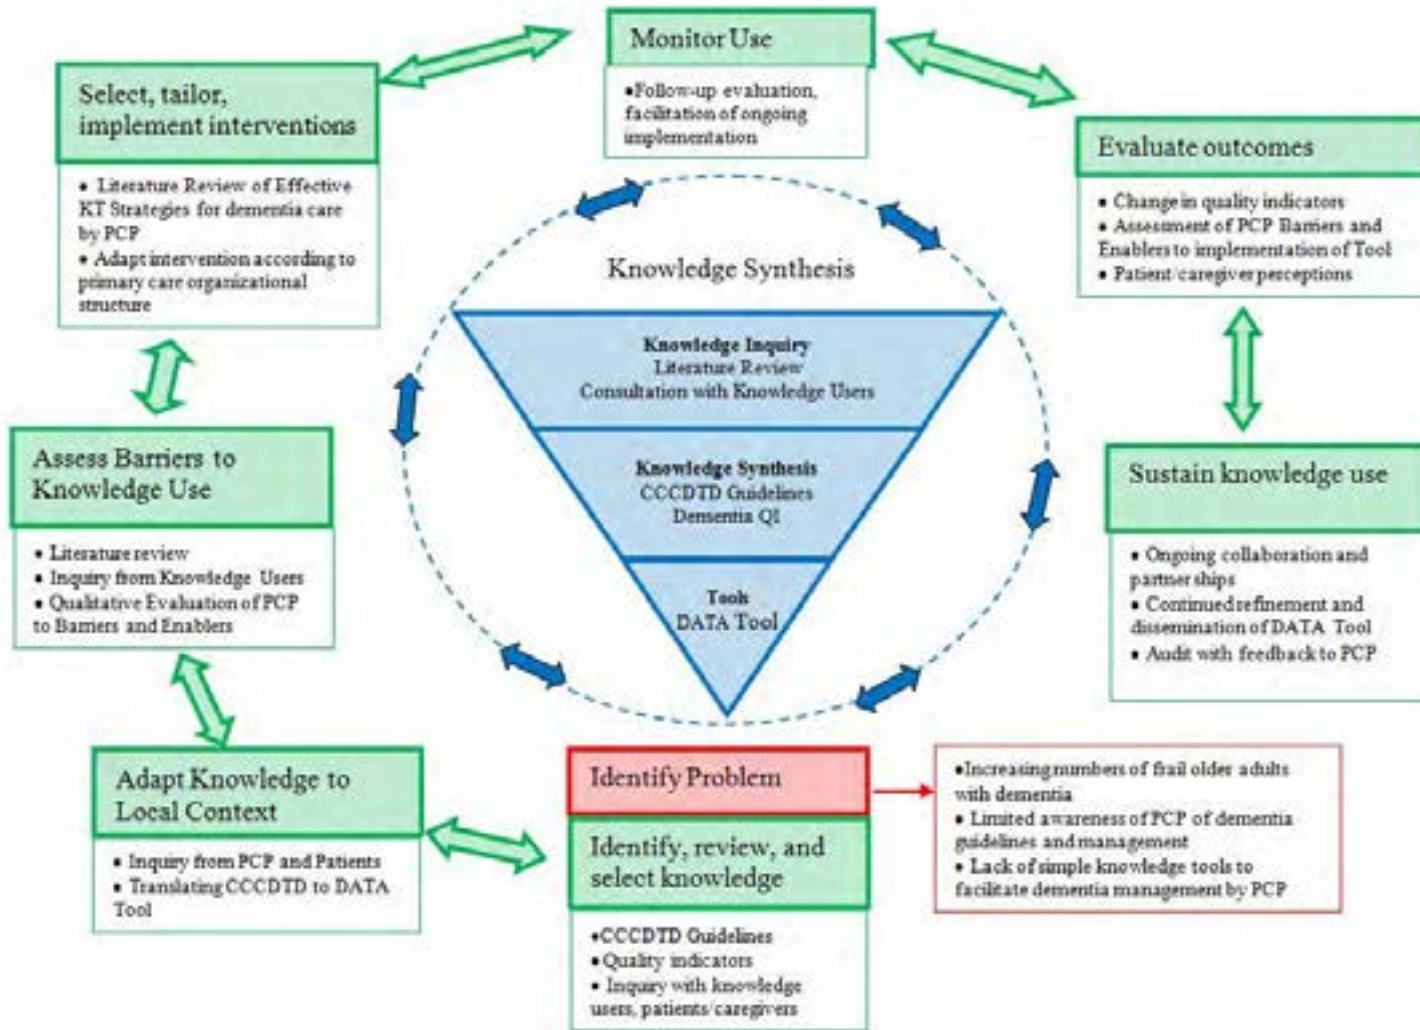 Monitor Use
•Follow-up evaluation,
facilitation of ongoing
implementation
Select, tailor,
implement interventions
• Literature Review of Effective
KT Strategies for dementia care
by PCP
• Adapt intervention according to
primary care organizational
structure
Evaluate outcomes
• Change in quality indicators
• Assessment of PCP Barriers and
Enablers to implementation of Tool
• Patient/caregiver perceptions
Knowledge Synthesis
Knowledge Inquiry
Literature Review
Consultation with Knowledge Users
Knowledge Synthesis
CCCDTD Guidelines
Dementia QI
Tools
DATA Tool
Assess Barriers to
Knowledge Use
• Literature review
• Inquiry from Knowledge Users
• Qualitative Evaluation of PCP
to Barriers and Enablers
Sustain knowledge use
• Ongoing collaboration and
partnerships
• Continued refinement and
dissemination of DATA Tool
• Audit with feedback to PCP
Adapt Knowledge to
Local Context
• Inquiry from PCP and Patients
• Translating CCCDTD to DATA
Tool
Identify Problem
Identify, review, and
select knowledge
•CCCDTD Guidelines
•Quality indicators
• Inquiry with knowledge
users, patients/caregivers
•Increasing numbers of frail older adults
with dementia
• Limited awareness of PCP of dementia
guidelines and management
• Lack of simple knowledge tools to
facilitate dementia management by PCP